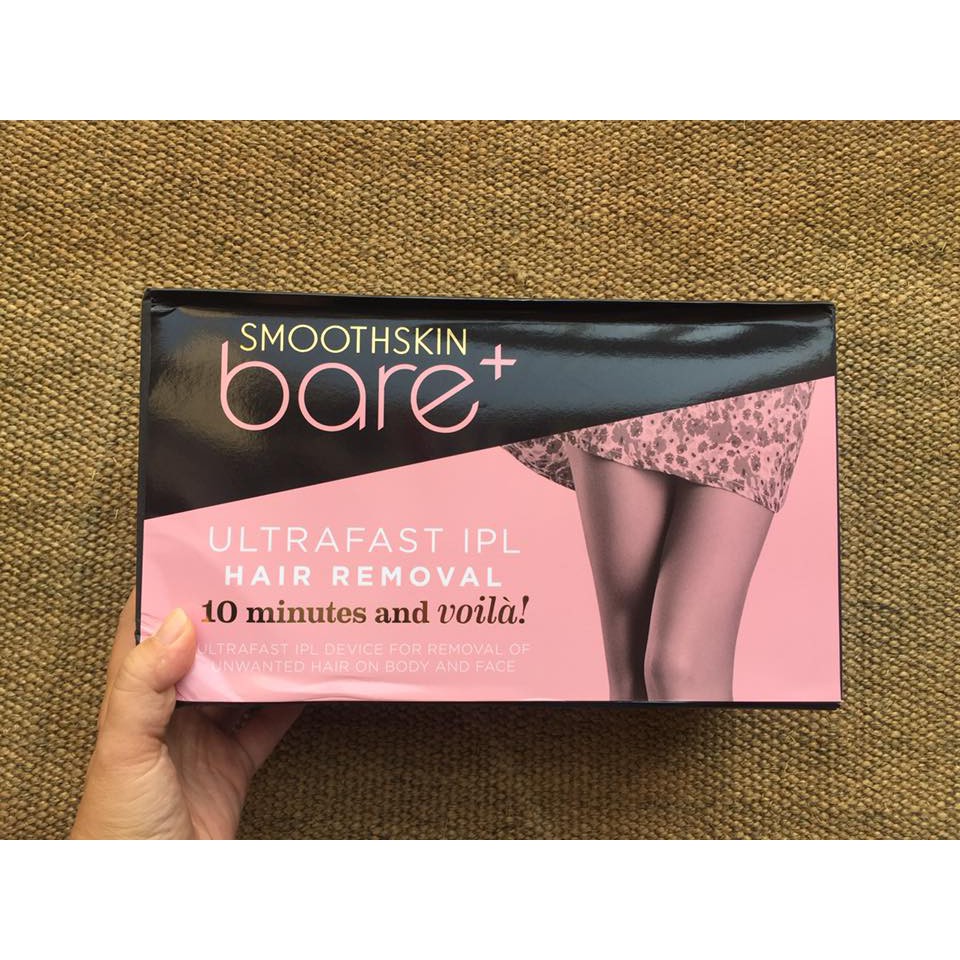 SMOOTHSKIN
bare+
ULTRAFAST IPL
HAIR REMOVAL
10 minutes and voilà!
ULTRAFAST IPL DEVICE FOR REMOVAL OF
UNWANTED HAIR ON BODY AND FACE